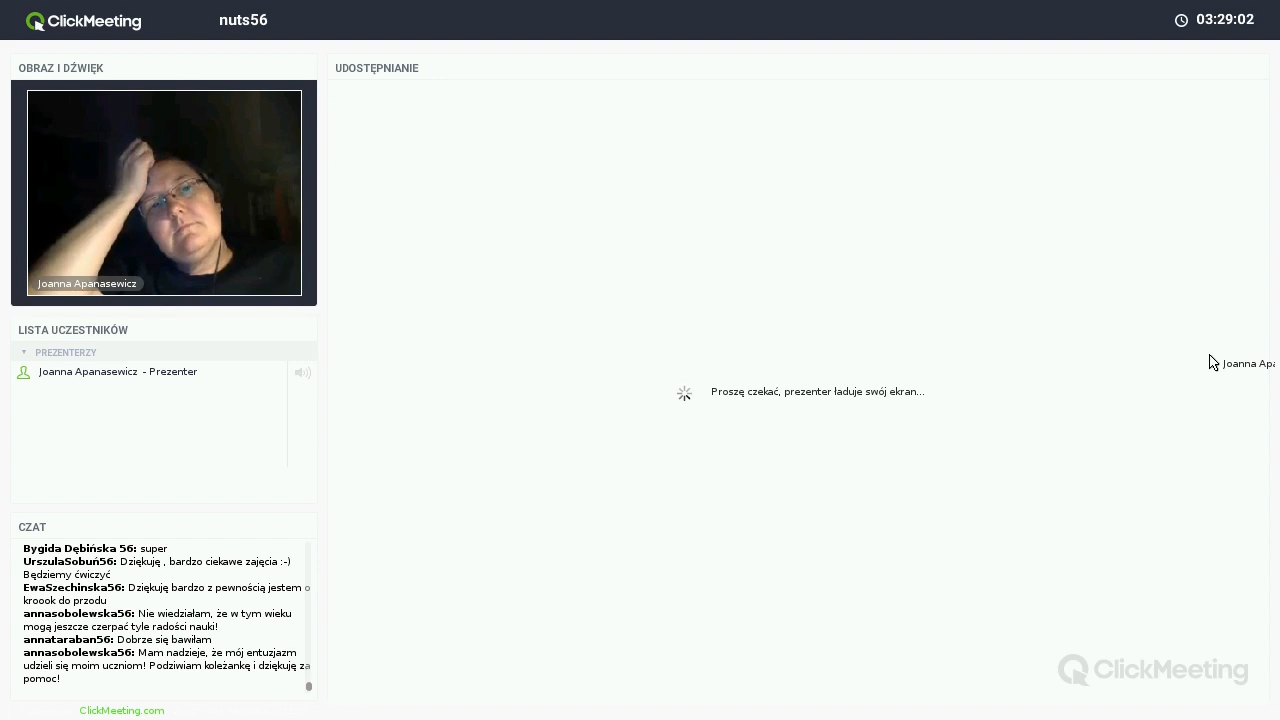 ClickMeeting
nuts56
03:29:02
OBRAZ I DŹWIĘK
UDOSTĘPNIANIE
Joanna Apanasewicz
LISTA UCZESTNIKÓW
PREZENTERZY
Joanna Apanasewicz - Prezenter
Joanna Apa
Proszę czekać, prezenter ładuje swój ekran...
CZAT
Bygida Dębińska 56: super
UrszulaSobuń56: Dziękuję , bardzo ciekawe zajęcia :-)
Będziemy ćwiczyć
EwaSzechinska56: Dziękuję bardzo z pewnością jestem o
kroook do przodu
annasobolewska56: Nie wiedziałam, że w tym wieku
mogą jeszcze czerpać tyle radości nauki!
annataraban56: Dobrze się bawiłam
annasobolewska56: Mam nadzieje, że mój entuzjazm
udzieli się moim uczniom! Podziwiam koleżankę i dziękuję za
pomoc!
ClickMeeting
ClickMeeting.com